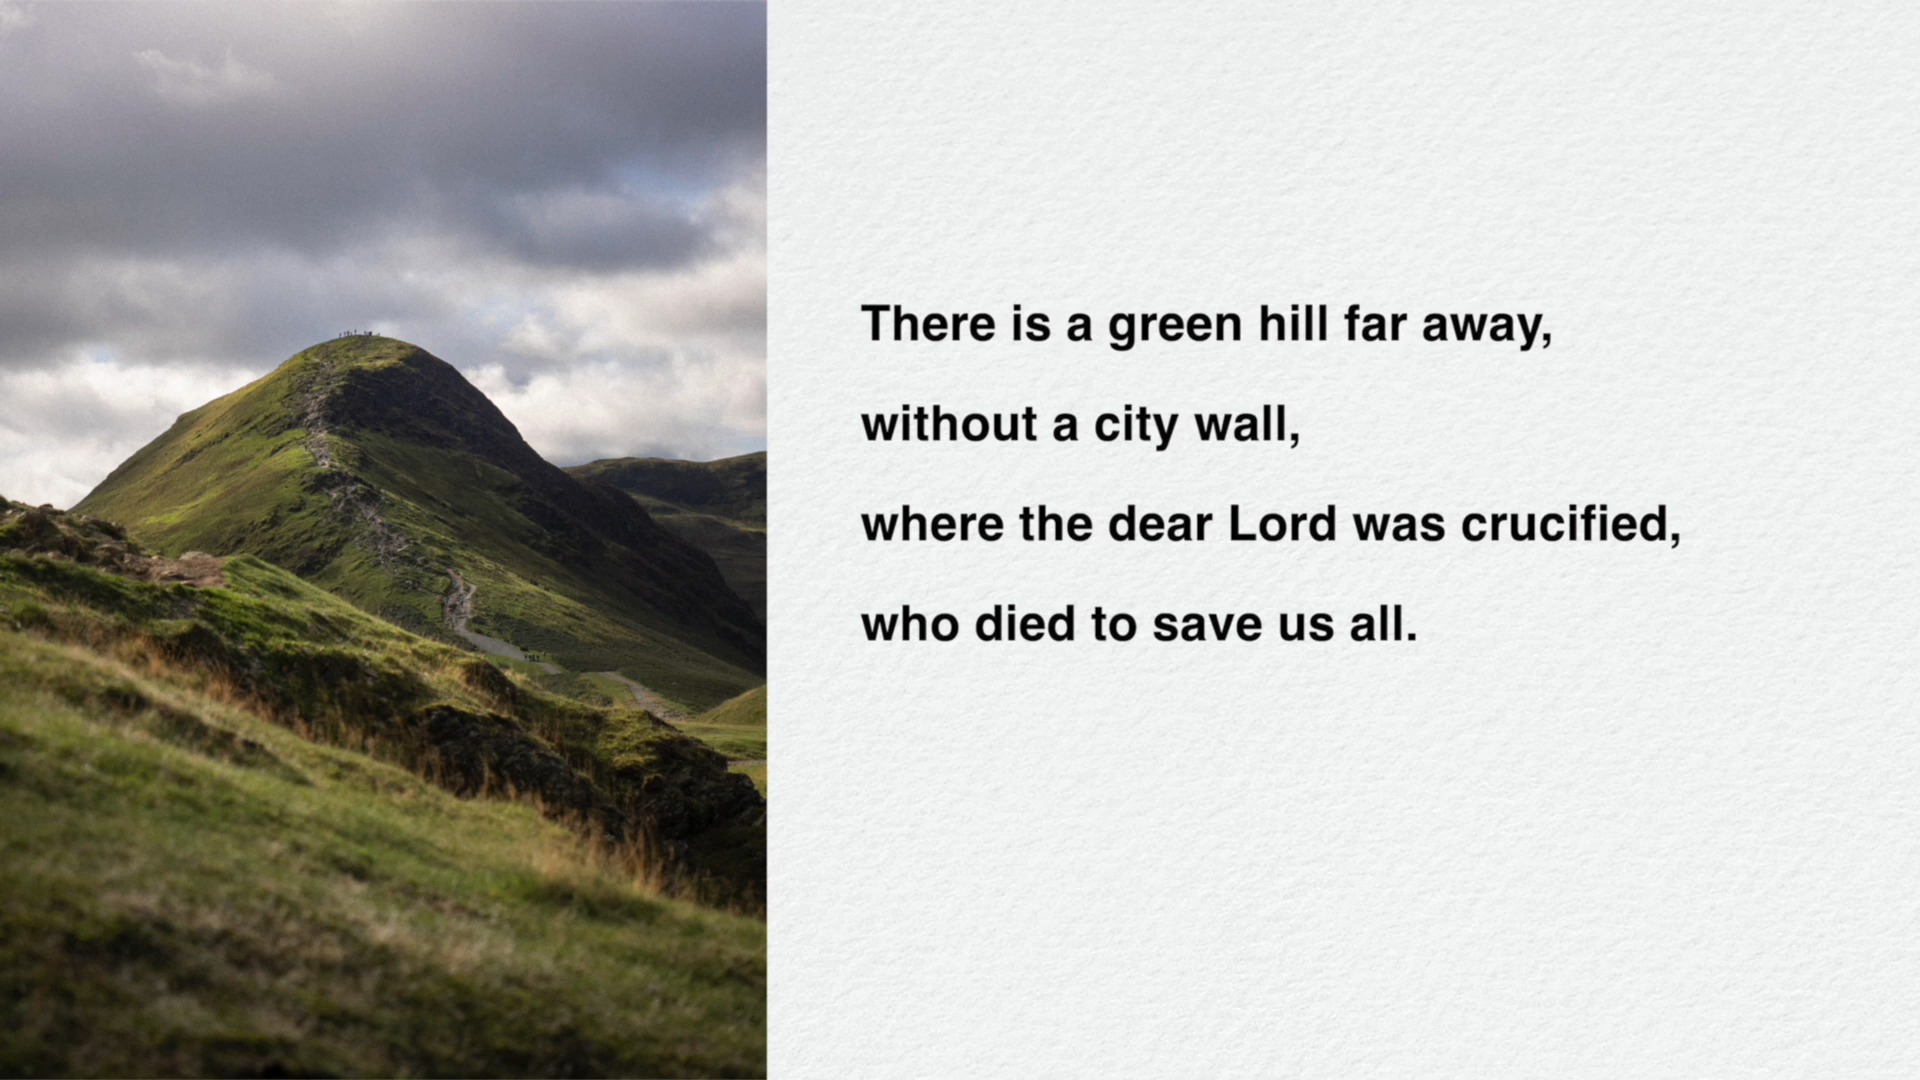 There is a green hill far away,
without a city wall,
where the dear Lord was crucified,
who died to save us all.